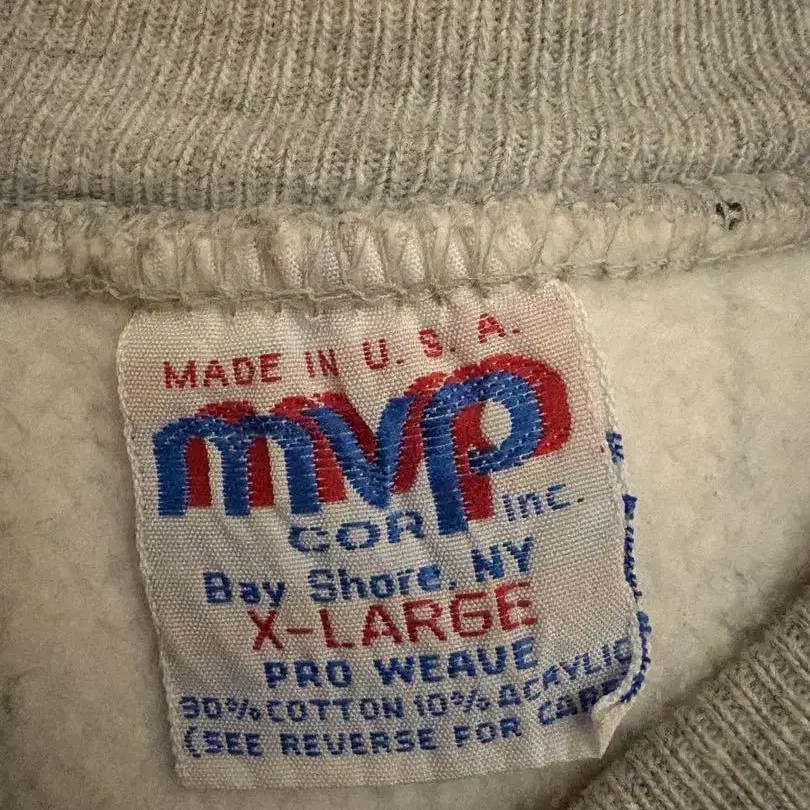 MADE IN U.S.A.
mvp
CORP inc.
Bay Shore, NY
X-LARGE
PRO WEAVE
90% COTTON 10% ACRYLIC
(SEE REVERSE FOR CARE